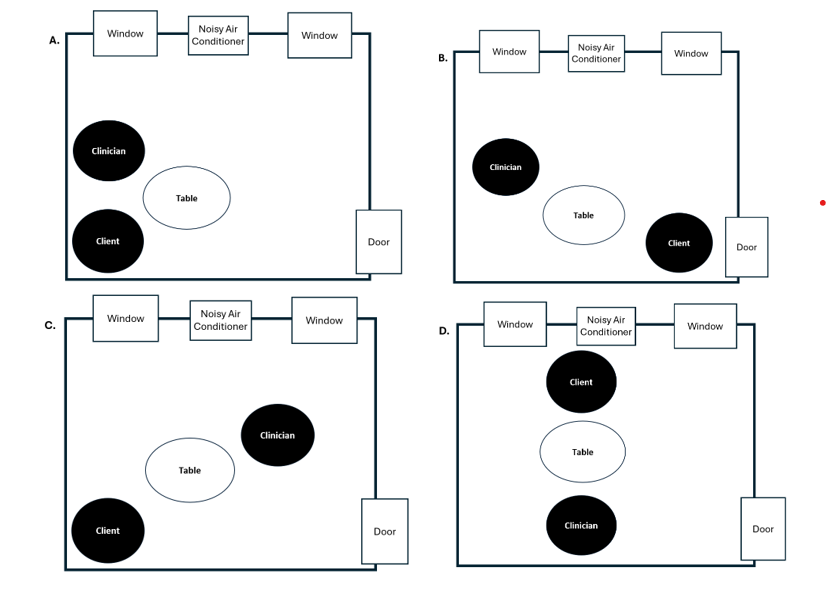 A.
Window
Noisy Air
Conditioner
Window
Clinician
Table
Client
Door
B.
Window
Noisy Air
Conditioner
Window
Clinician
Table
Client
Door
C.
Window
Noisy Air
Conditioner
Window
Clinician
Table
Client
Door
D.
Window
Noisy Air
Conditioner
Window
Client
Table
Clinician
Door